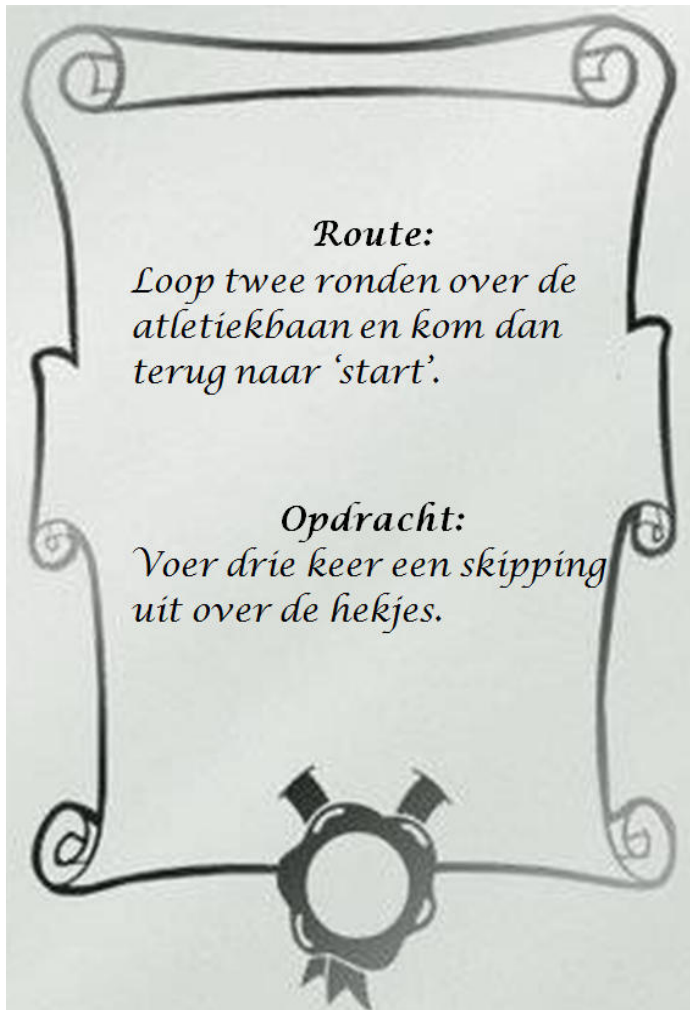 Route:
Loop twee ronden over de
atletiekbaan en kom dan
terug naar ‘start’.
Opdracht:
Voer drie keer een skipping
uit over de hekjes.